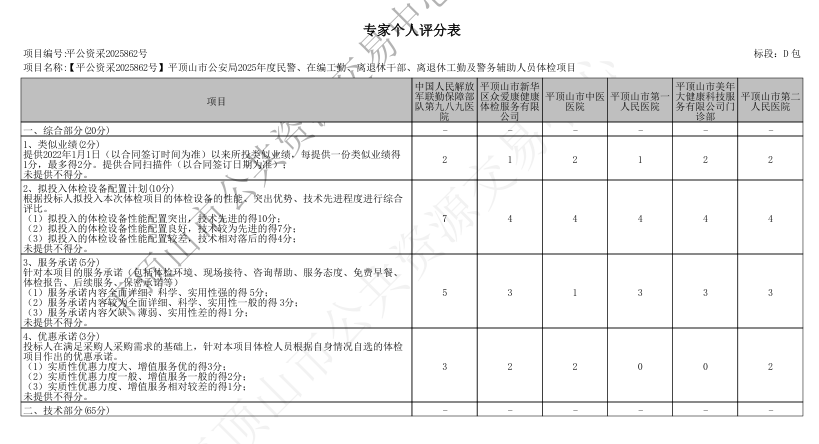 专家个人评分表
项目编号:平公资采2025862号
标段: D 包
项目名称:【平公资采2025862号】平顶山市公安局2025年度民警、在编工勤、离退休干部、离退休工勤及警务辅助人员体检项目
项目
中国人民解放
军联勤保障部
队第九八九医
院
平顶山市新华
区众爱康健康
体检服务有限
公司
平顶山市中医
医院
平顶山市第一
人民医院
平顶山市美年
大健康科技服
务有限公司门
诊部
平顶山市第二
人民医院
一、综合部分(20分)
– – – – – –
1、类似业绩(2分)
提供2022年1月1日（以合同签订时间为准）以来所投类似业绩，每提供一份类似业绩得
1分，最多得2分。提供合同扫描件（以合同签订日期为准）；
未提供不得分。
2 1 2 1 2 2
2、拟投入体检设备配置计划(10分)
根据投标人拟投入本次体检项目的体检设备的性能、突出优势、技术先进程度进行综合
评比。
（1）拟投入的体检设备性能配置突出，技术先进的得10分；
（2）拟投入的体检设备性能配置良好，技术较为先进的得7分；
（3）拟投入的体检设备性能配置较差，技术相对落后的得4分；
未提供不得分。
7 4 4 4 4 4
3、服务承诺(5分)
针对本项目的服务承诺（包括体检环境、现场接待、咨询帮助、服务态度、免费早餐、
体检报告、后续服务、保密承诺等）
（1）服务承诺内容全面详细、科学、实用性强的得 5分；
（2）服务承诺内容较为全面详细、科学、实用性一般的得 3分；
（3）服务承诺内容欠缺、薄弱、实用性差的得1 分；
未提供不得分。
5 3 1 3 3 3
4、优惠承诺(3分)
投标人在满足采购人采购需求的基础上，针对本项目体检人员根据自身情况自选的体检
项目作出的优惠承诺。
（1）实质性优惠力度大、增值服务优的得3分；
（2）实质性优惠力度一般、增值服务一般的得2分；
（3）实质性优惠力度、增值服务相对较差的得1分；
未提供不得分。
3 2 2 0 0 2
二、技术部分(65分)
– – – – – –
平顶山市公共资源交易中心
平顶山市公共资源交易中心